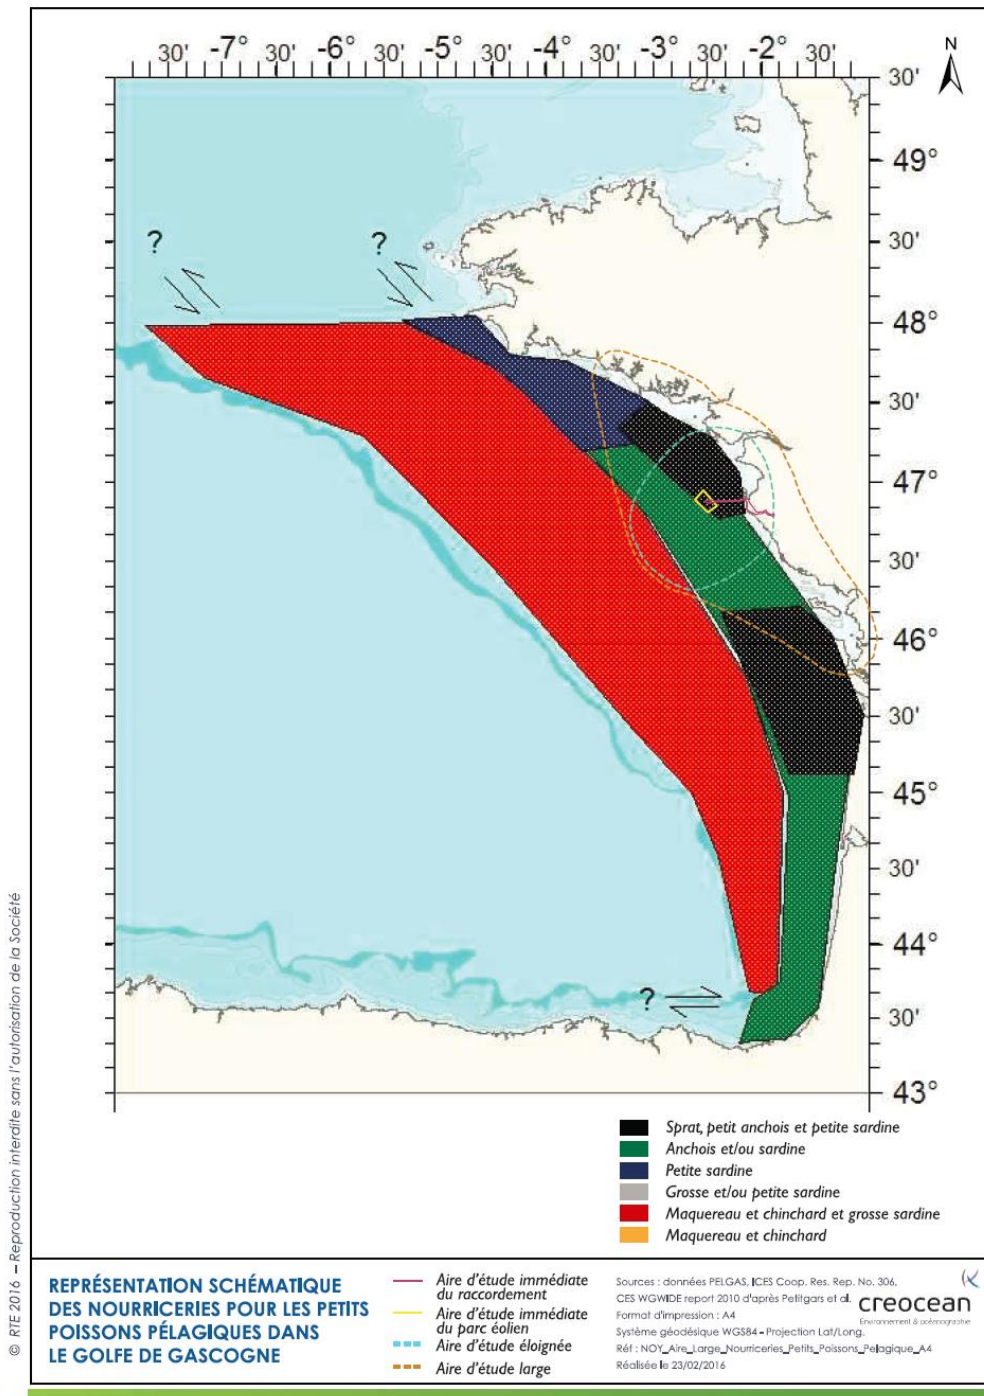 30' -7° 30' -6° 30' -5° 30' -4° 30' -3° 30' -2° 30'
N
30'
49°
30'
48°
30'
47°
30'
46°
30'
45°
30'
44°
30'
43°
? ?
?
Sprat, petit anchois et petite sardine
Anchois et/ou sardine
Petite sardine
Grosse et/ou petite sardine
Maquereau et chinchard et grosse sardine
Maquereau et chinchard
© RTE 2016 – Reproduction interdite sans l'autorisation de la Société
REPRÉSENTATION SCHÉMATIQUE
DES NOURRICERIES POUR LES PETITS
POISSONS PÉLAGIQUES DANS
LE GOLFE DE GASCOGNE
Aire d'étude immédiate
du raccordement
Aire d'étude immédiate
du parc éolien
Aire d'étude éloignée
Aire d'étude large
Sources : données PELGAS, ICES Coop. Res. Rep. No. 306,
CES WGWIDE report 2010 d'après Petitgars et al.
Format d'impression : A4
Système géodésique WGS84 – Projection Lat/Long.
Réf : NOY_Aire_Large_Nourriceries_Petits_Poissons_Pelagique_A4
Réalisée le 23/02/2016
creocean
Environnement & océanographie